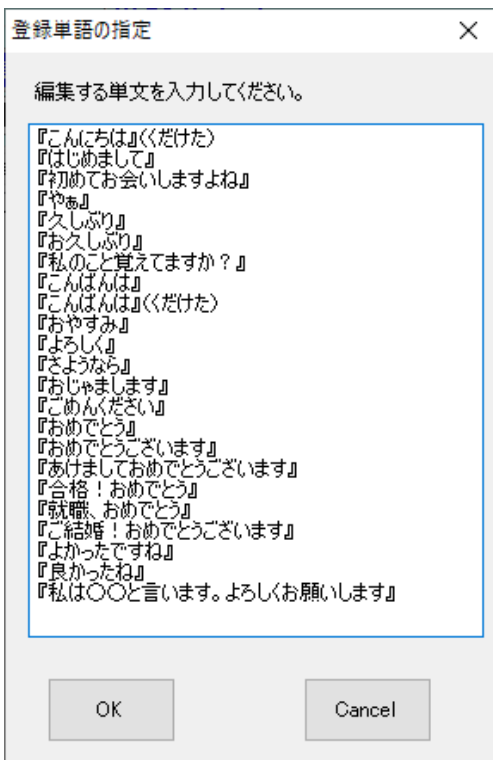 登録単語の指定
編集する単文を入力してください。
『こんにちは』(くだけた)
『はじめまして』
『初めてお会いしますよね』
『やぁ』
『久しぶり』
『お久しぶり』
『私のこと覚えてますか？』
『こんばんは』
『こんばんは』(くだけた)
『おやすみ』
『よろしく』
『さようなら』
『おじゃまします』
『ごめんください』
『おめでとう』
『おめでとうございます』
『あけましておめでとうございます』
『合格！おめでとう』
『就職、おめでとう』
『ご結婚！おめでとうございます』
『よかったですね』
『良かったね』
『私は〇〇と言います。よろしくお願いします』
OK
Cancel